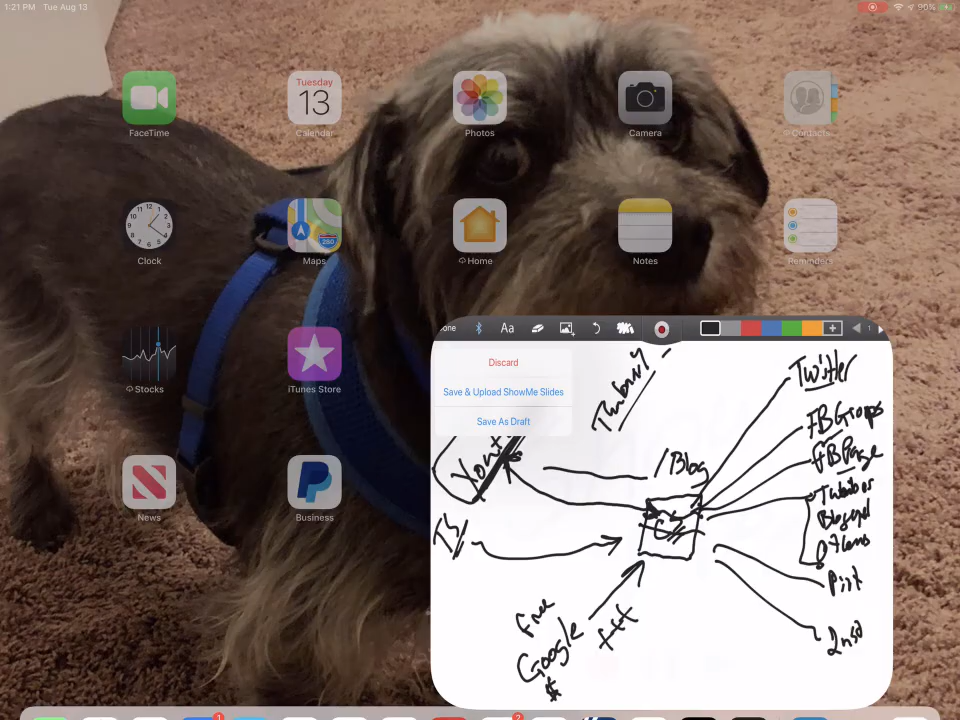 1:21 PM Tue Aug 13
90%
FaceTime
Tuesday
13
Calendar
Photos
Camera
Contacts
Clock
Maps
Home
Notes
Reminders
Stocks
iTunes Store
News
Business
one
Aa
1
Discard
Save & Upload ShowMe Slides
Save As Draft
Twitter
FB Groups
FB Page
/Blog
Free
Google
$